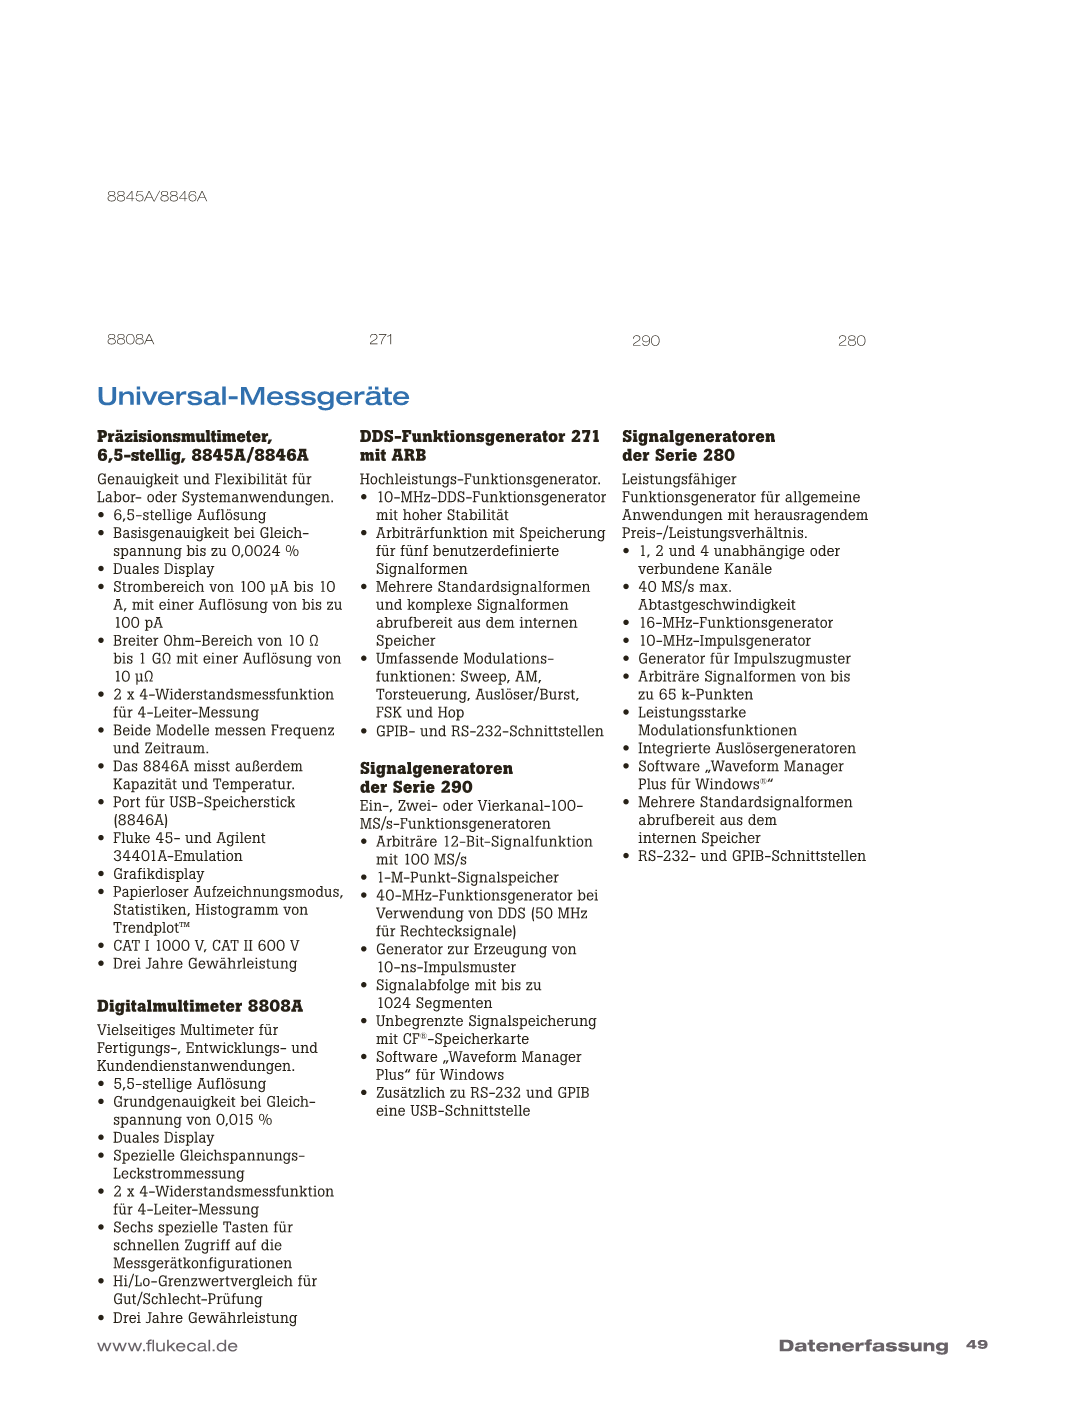 8845A/8846A
8808A
271
290
280
Universal-Messgeräte
Präzisionsmultimeter,
6,5-stellig, 8845A/8846A
Genauigkeit und Flexibilität für
Labor- oder Systemanwendungen.
• 6,5-stellige Auflösung
• Basisgenauigkeit bei Gleich-
spannung bis zu 0,0024 %
• Duales Display
• Strombereich von 100 µA bis 10
A, mit einer Auflösung von bis zu
100 pA
• Breiter Ohm-Bereich von 10 Ω
bis 1 GΩ mit einer Auflösung von
10 µΩ
• 2 x 4-Widerstandsmessfunktion
für 4-Leiter-Messung
• Beide Modelle messen Frequenz
und Zeitraum.
• Das 8846A misst außerdem
Kapazität und Temperatur.
• Port für USB-Speicherstick
(8846A)
• Fluke 45- und Agilent
34401A-Emulation
• Grafikdisplay
• Papierloser Aufzeichnungsmodus,
Statistiken, Histogramm von
Trendplot™
• CAT I 1000 V, CAT II 600 V
• Drei Jahre Gewährleistung
Digitalmultimeter 8808A
Vielseitiges Multimeter für
Fertigungs-, Entwicklungs- und
Kundendienstanwendungen.
• 5,5-stellige Auflösung
• Grundgenauigkeit bei Gleich-
spannung von 0,015 %
• Duales Display
• Spezielle Gleichspannungs-
Leckstrommessung
• 2 x 4-Widerstandsmessfunktion
für 4-Leiter-Messung
• Sechs spezielle Tasten für
schnellen Zugriff auf die
Messgerätkonfigurationen
• Hi/Lo-Grenzwertvergleich für
Gut/Schlecht-Prüfung
• Drei Jahre Gewährleistung
DDS-Funktionsgenerator 271
mit ARB
Hochleistungs-Funktionsgenerator.
• 10-MHz-DDS-Funktionsgenerator
mit hoher Stabilität
• Arbiträrfunktion mit Speicherung
für fünf benutzerdefinierte
Signalformen
• Mehrere Standardsignalformen
und komplexe Signalformen
abrufbereit aus dem internen
Speicher
• Umfassende Modulations-
funktionen: Sweep, AM,
Torsteuerung, Auslöser/Burst,
FSK und Hop
• GPIB- und RS-232-Schnittstellen
Signalgeneratoren
der Serie 290
Ein-, Zwei- oder Vierkanal-100-
MS/s-Funktionsgeneratoren
• Arbiträre 12-Bit-Signalfunktion
mit 100 MS/s
• 1-M-Punkt-Signalspeicher
• 40-MHz-Funktionsgenerator bei
Verwendung von DDS (50 MHz
für Rechtecksignale)
• Generator zur Erzeugung von
10-ns-Impulsmuster
• Signalabfolge mit bis zu
1024 Segmenten
• Unbegrenzte Signalspeicherung
mit CF®-Speicherkarte
• Software „Waveform Manager
Plus“ für Windows
• Zusätzlich zu RS-232 und GPIB
eine USB-Schnittstelle
Signalgeneratoren
der Serie 280
Leistungsfähiger
Funktionsgenerator für allgemeine
Anwendungen mit herausragendem
Preis-/Leistungsverhältnis.
• 1, 2 und 4 unabhängige oder
verbundene Kanäle
• 40 MS/s max.
Abtastgeschwindigkeit
• 16-MHz-Funktionsgenerator
• 10-MHz-Impulsgenerator
• Generator für Impulszugmuster
• Arbiträre Signalformen von bis
zu 65 k-Punkten
• Leistungsstarke
Modulationsfunktionen
• Integrierte Auslösergeneratoren
• Software „Waveform Manager
Plus für Windows®“
• Mehrere Standardsignalformen
abrufbereit aus dem
internen Speicher
• RS-232- und GPIB-Schnittstellen
www.flukecal.de
Datenerfassung 49